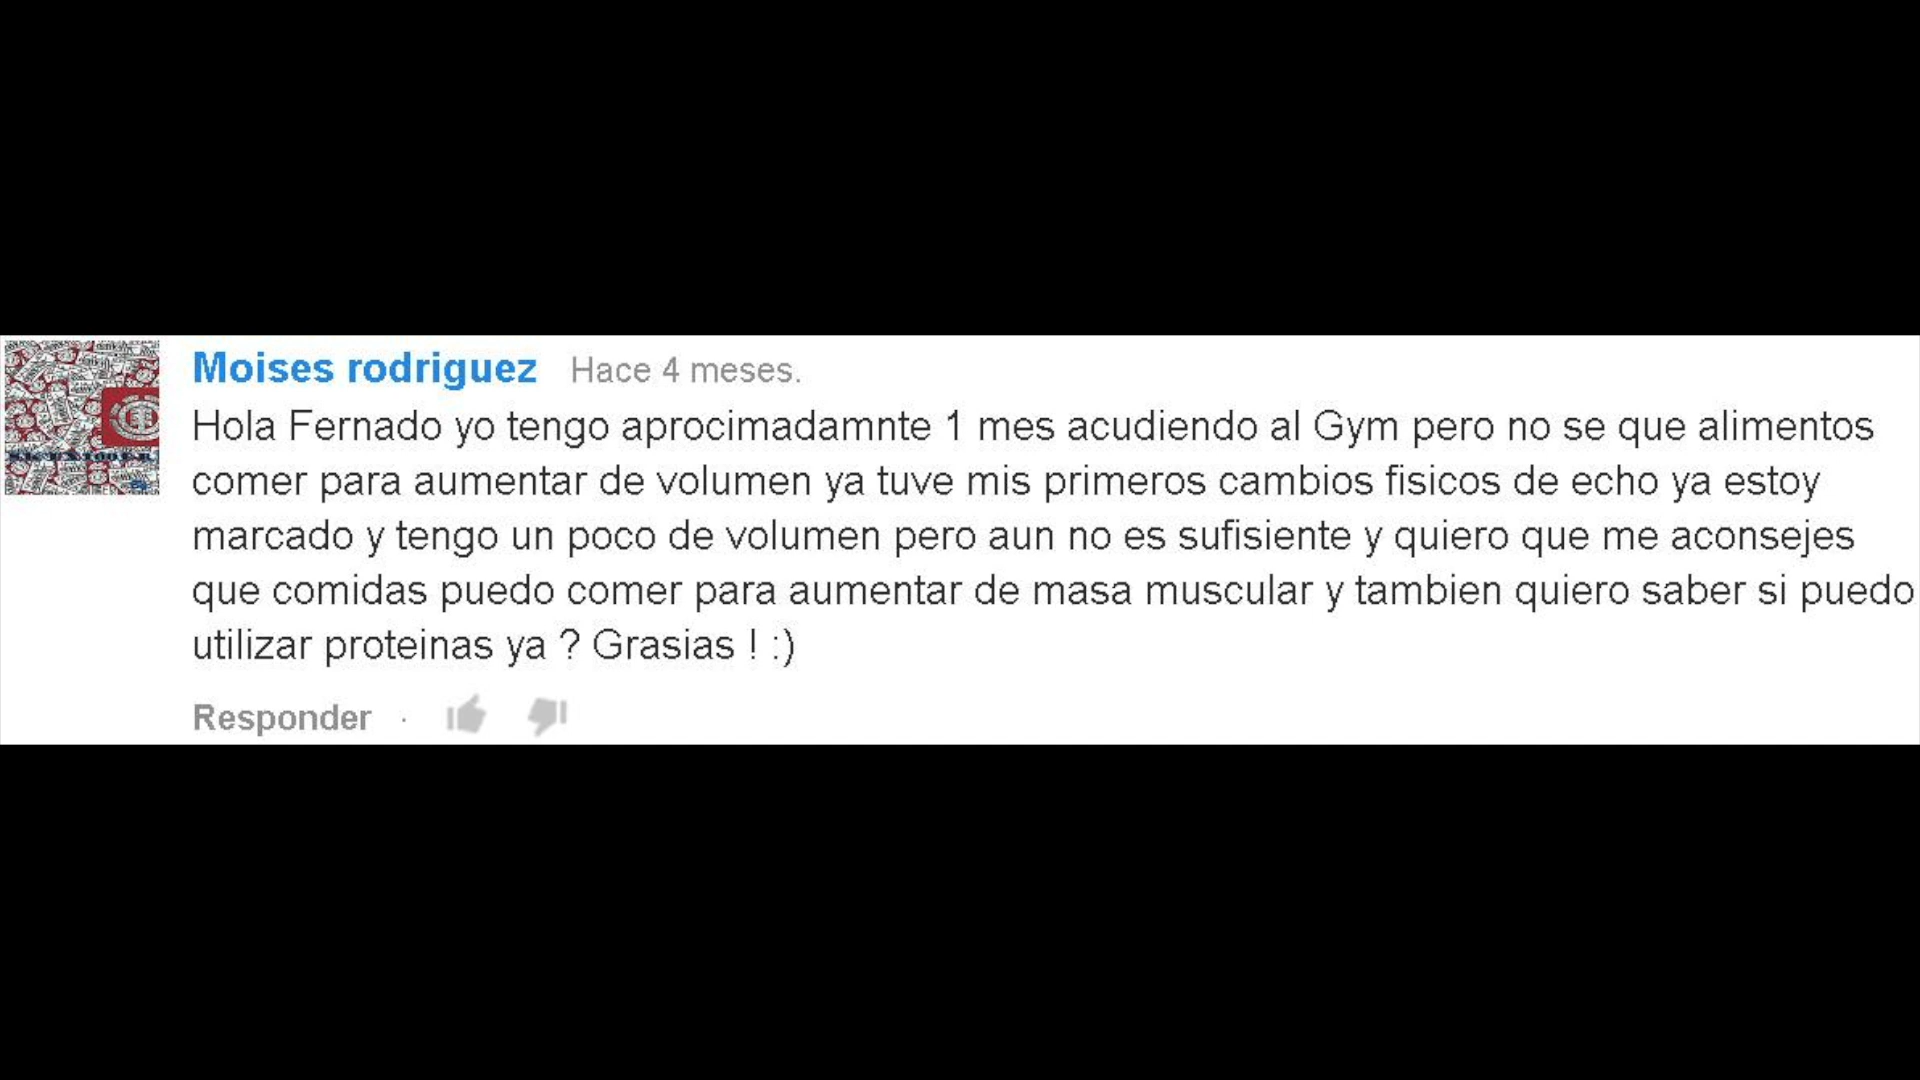 Moises rodriguez Hace 4 meses.
Hola Fernado yo tengo aprocimadamnte 1 mes acudiendo al Gym pero no se que alimentos
comer para aumentar de volumen ya tuve mis primeros cambios fisicos de echo ya estoy
marcado y tengo un poco de volumen pero aun no es sufisiente y quiero que me aconsejes
que comidas puedo comer para aumentar de masa muscular y tambien quiero saber si puedo
utilizar proteinas ya ? Grasias ! :)
Responder ·